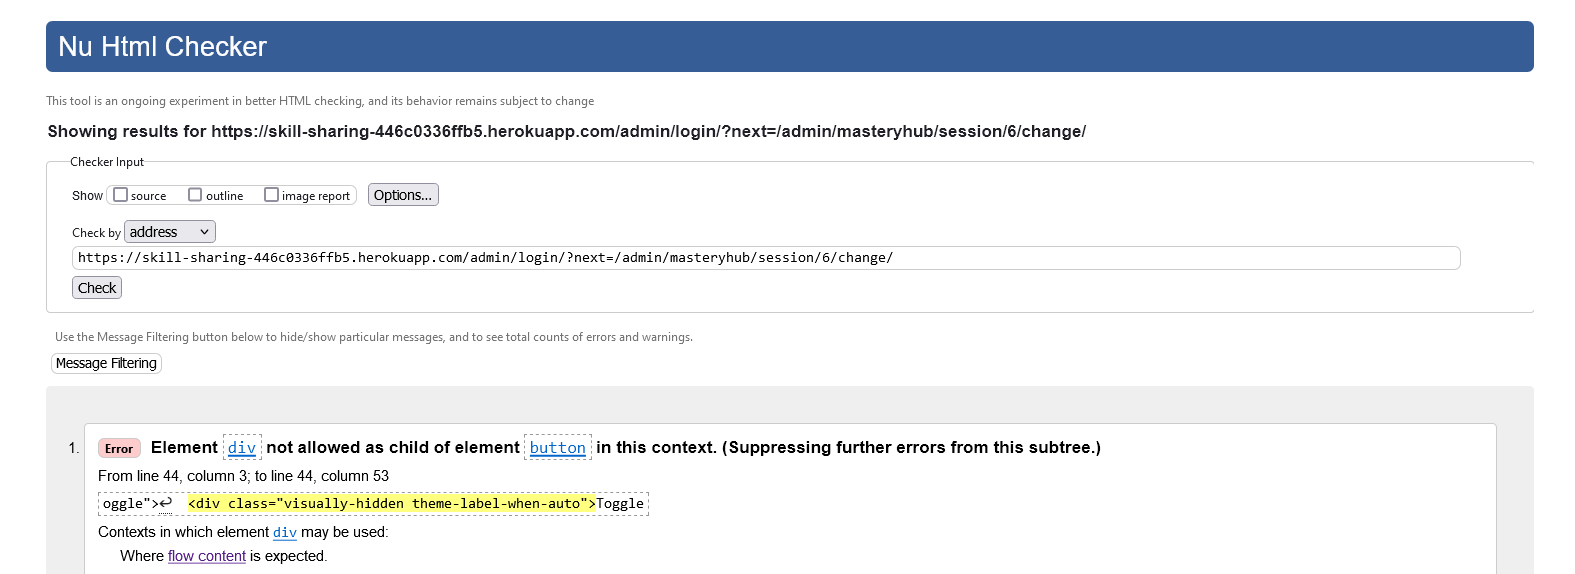 Nu Html Checker
This tool is an ongoing experiment in better HTML checking, and its behavior remains subject to change
Showing results for https://skill-sharing-446c0336ffb5.herokuapp.com/admin/login/?next=/admin/masteryhub/session/6/change/
Checker Input
Show source outline image report Options...
Check by address
https://skill-sharing-446c0336ffb5.herokuapp.com/admin/login/?next=/admin/masteryhub/session/6/change/
Check
Use the Message Filtering button below to hide/show particular messages, and to see total counts of errors and warnings.
Message Filtering
1. Error Element div not allowed as child of element button in this context. (Suppressing further errors from this subtree.)
From line 44, column 3; to line 44, column 53
oggle">↩ <div class="visually-hidden theme-label-when-auto">Toggle
Contexts in which element div may be used:
Where flow content is expected.